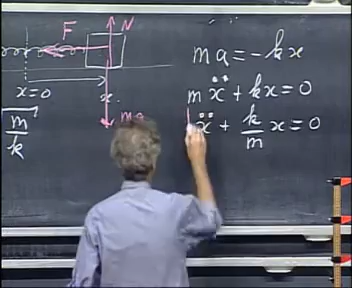 F N
ma = -kx
x=0
x
mẍ + kx = 0
m/k
mg
ẍ + k/m x = 0